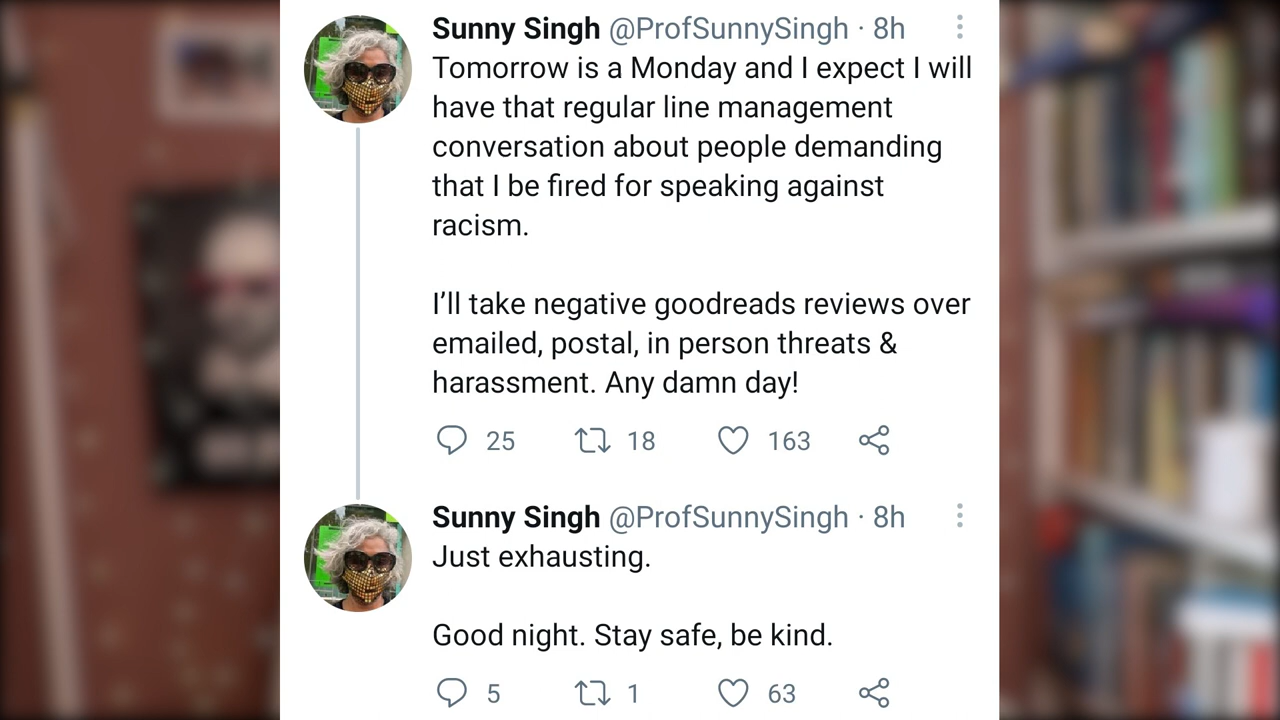 Sunny Singh @ProfSunnySingh · 8h
Tomorrow is a Monday and I expect I will
have that regular line management
conversation about people demanding
that I be fired for speaking against
racism.
I’ll take negative goodreads reviews over
emailed, postal, in person threats &
harassment. Any damn day!
25 18 163
Sunny Singh @ProfSunnySingh · 8h
Just exhausting.
Good night. Stay safe, be kind.
5 1 63